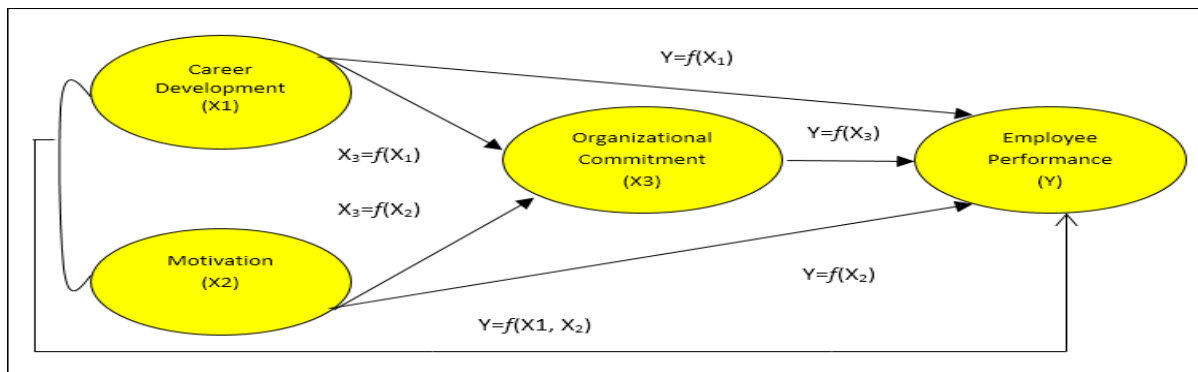 Career
Development
(X1)
Y=f(X₁)
X₃=f(X₁)
Organizational
Commitment
(X3)
Y=f(X₃)
Employee
Performance
(Y)
X₃=f(X₂)
Motivation
(X2)
Y=f(X₂)
Y=f(X1, X₂)